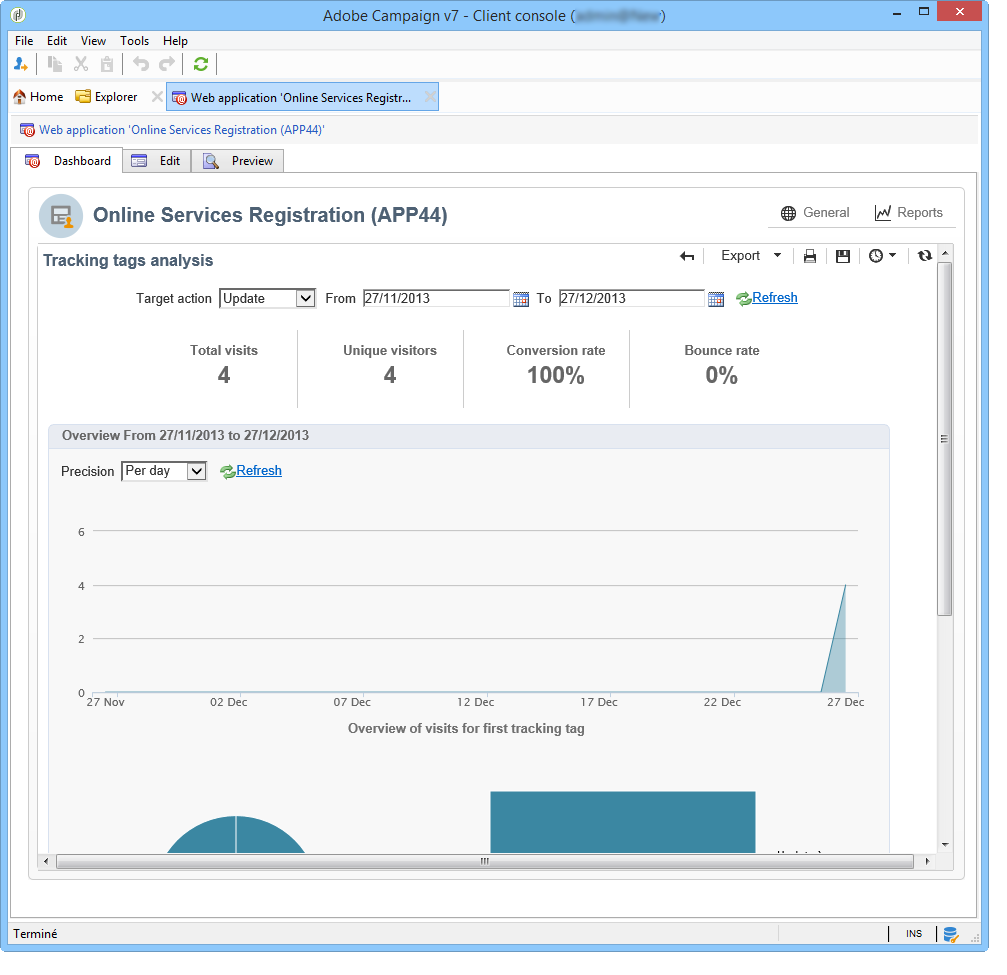 Adobe Campaign v7 - Client console (
File Edit View Tools Help
Home Explorer Web application 'Online Services Registr...
Web application 'Online Services Registration (APP44)'
Dashboard Edit Preview
Online Services Registration (APP44) General Reports
Tracking tags analysis Export
Target action Update From 27/11/2013 To 27/12/2013 Refresh
Total visits Unique visitors Conversion rate Bounce rate
4 4 100% 0%
Overview From 27/11/2013 to 27/12/2013
Precision Per day Refresh
6
4
2
0
27 Nov 02 Dec 07 Dec 12 Dec 17 Dec 22 Dec 27 Dec
Overview of visits for first tracking tag
Terminé INS